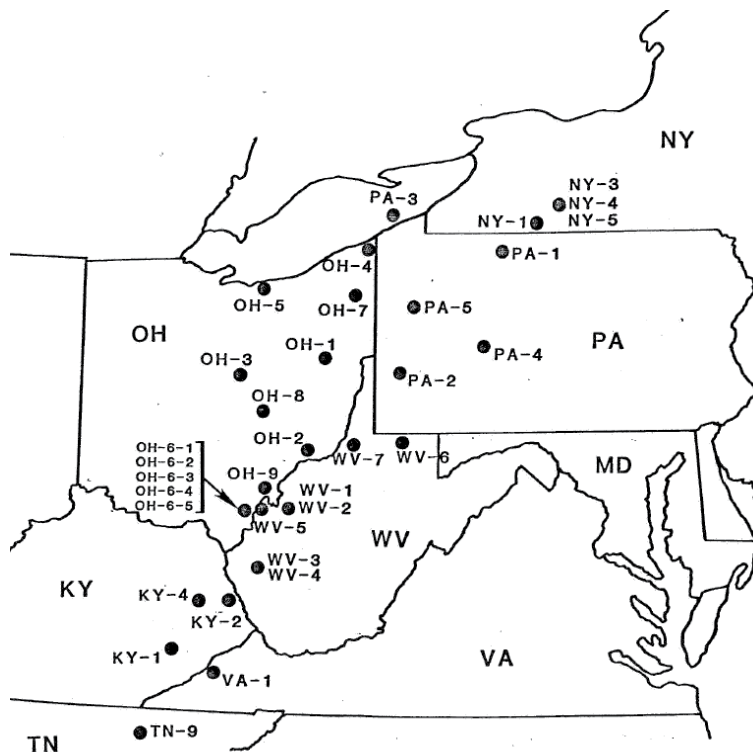 NY
NY-3
PA-3
NY-4
NY-1
NY-5
OH-4
PA-1
OH-5
OH-7
PA-5
OH
OH-1
PA
OH-3
PA-4
PA-2
OH-8
OH-2
OH-6-1
OH-6-2
OH-6-3
OH-6-4
OH-6-5
WV-7
WV-6
MD
OH-9
WV-1
WV-2
WV-5
WV
WV-3
WV-4
KY
KY-4
KY-2
KY-1
VA
VA-1
TN-9
TN